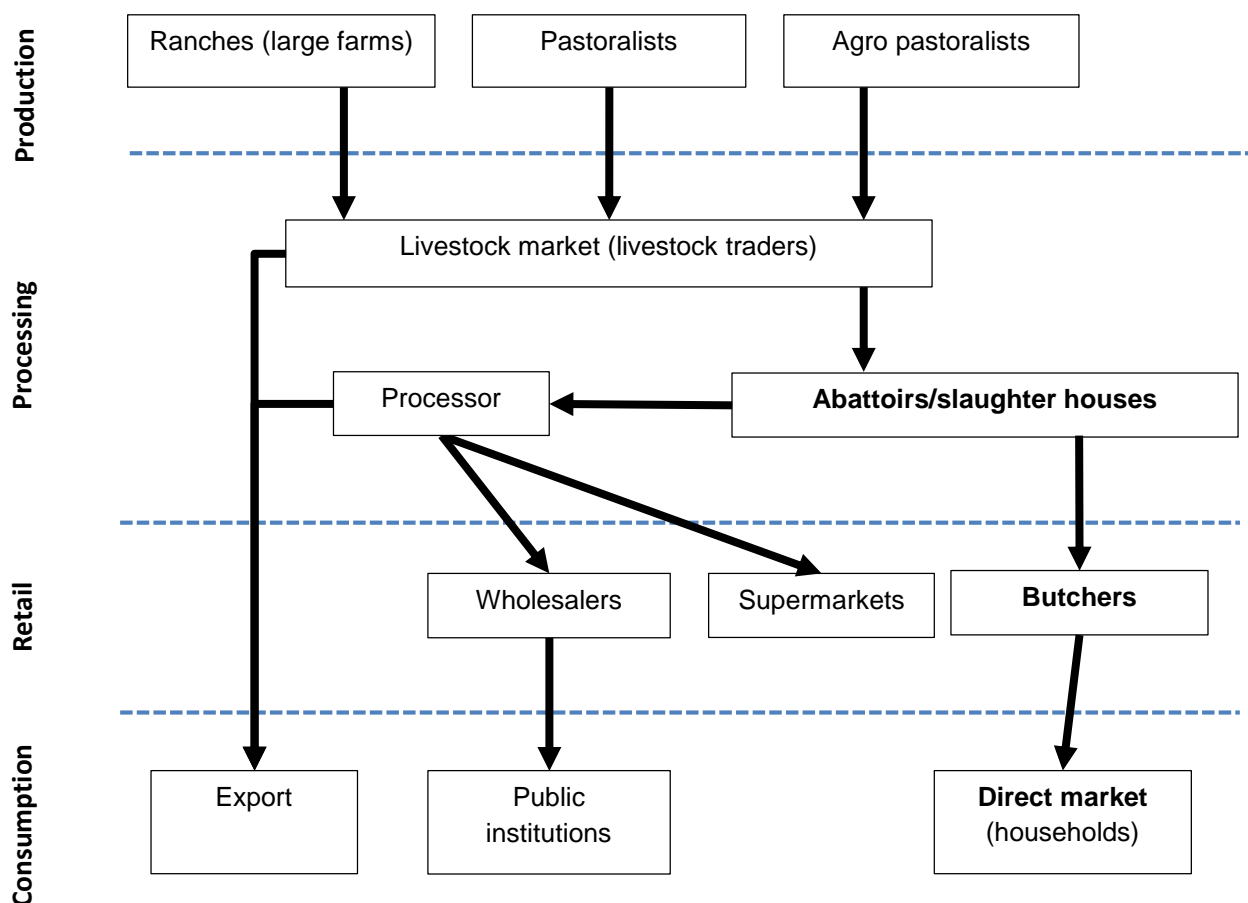 Production
Ranches (large farms)
Pastoralists
Agro pastoralists
Processing
Livestock market (livestock traders)
Processor
Abattoirs/slaughter houses
Retail
Wholesalers
Supermarkets
Butchers
Consumption
Export
Public
institutions
Direct market
(households)